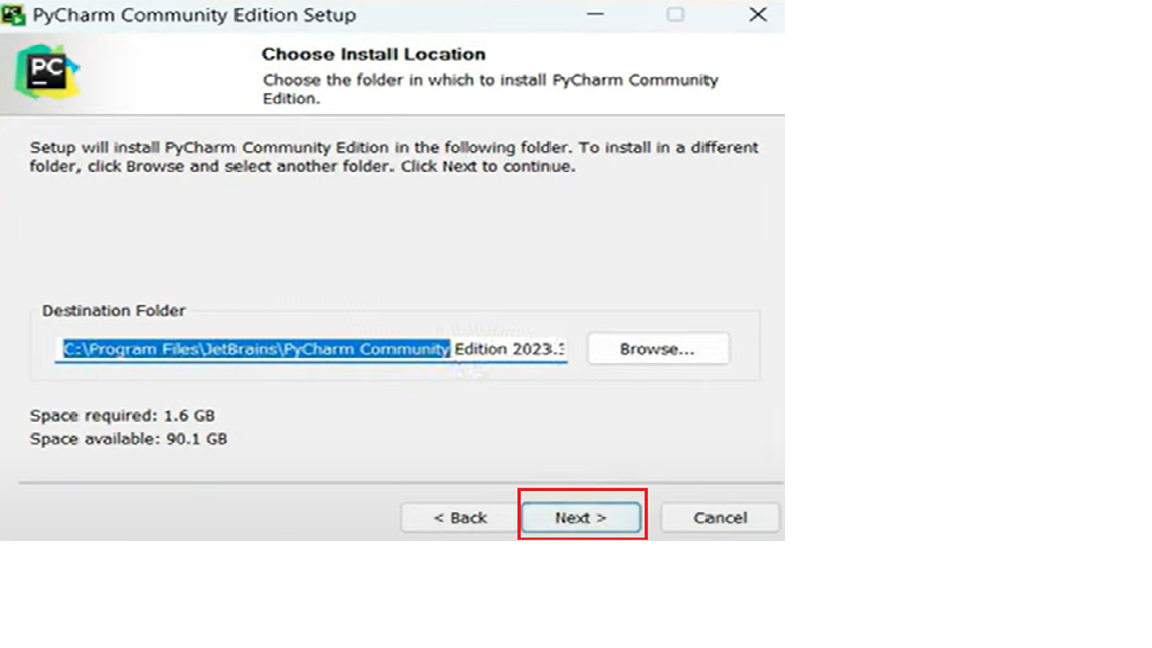 PyCharm Community Edition Setup
PC
Choose Install Location
Choose the folder in which to install PyCharm Community
Edition.
Setup will install PyCharm Community Edition in the following folder. To install in a different
folder, click Browse and select another folder. Click Next to continue.
Destination Folder
C:\Program Files\JetBrains\PyCharm Community Edition 2023.3
Browse...
Space required: 1.6 GB
Space available: 90.1 GB
< Back
Next >
Cancel